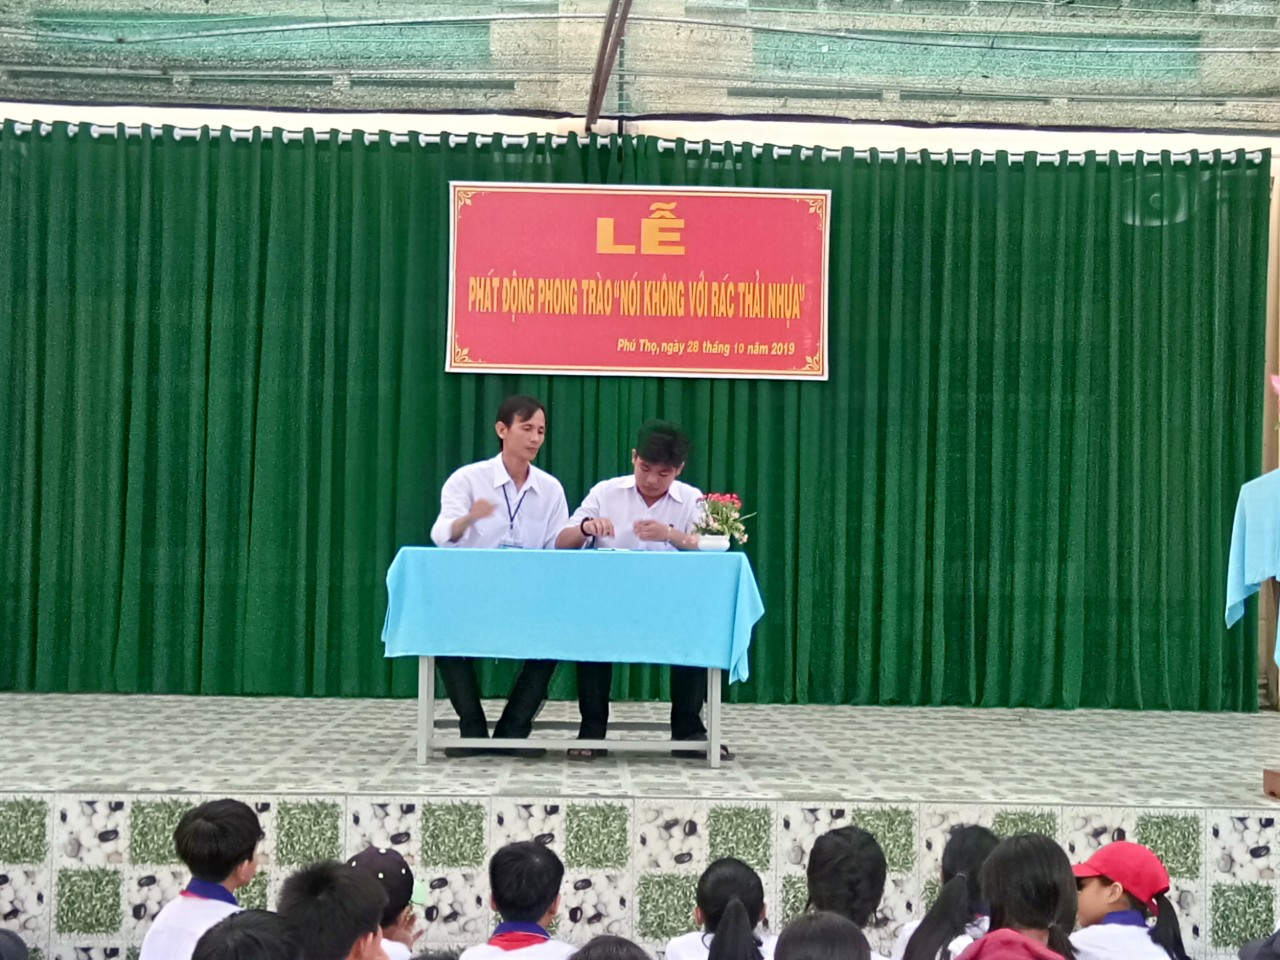 LỄ
PHÁT ĐỘNG PHONG TRÀO "NÓI KHÔNG VỚI RÁC THẢI NHỰA"
Phú Thọ, ngày 28 tháng 10 năm 2019